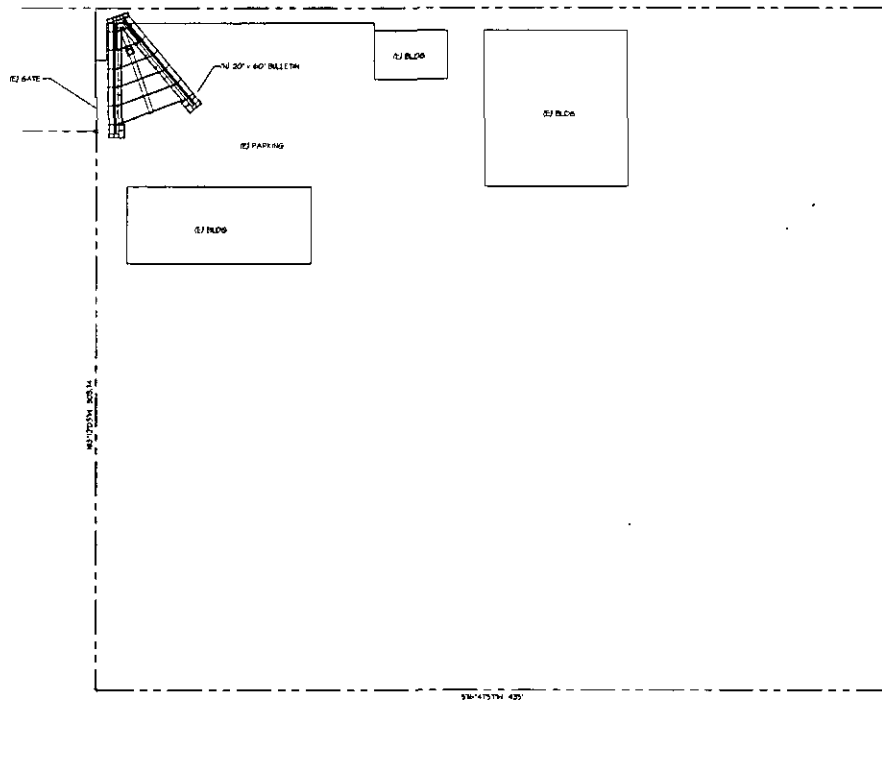 (E) BLDG
(N) 20' x 60' BULLETIN
(E) GATE
(E) BLDG
(E) PARKING
(E) BLDG